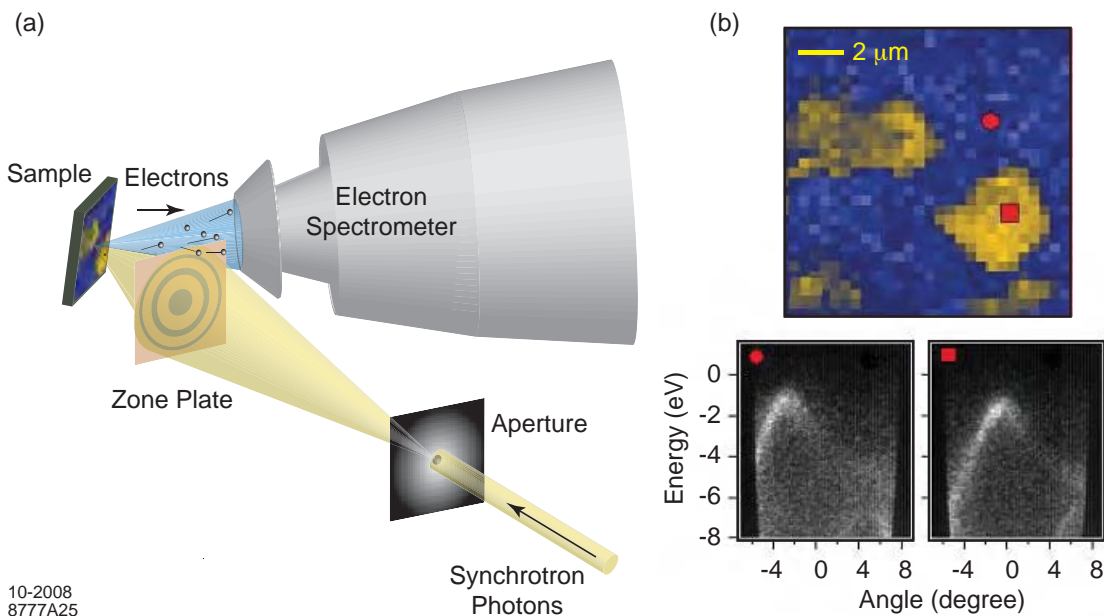 (a)
Sample
Electrons
Electron
Spectrometer
Zone Plate
Aperture
Synchrotron
Photons
10-2008
8777A25
(b)
2 μm
Energy (eV)
0
-2
-4
-6
-8
-4 0 4 8 -4 0 4 8
Angle (degree)